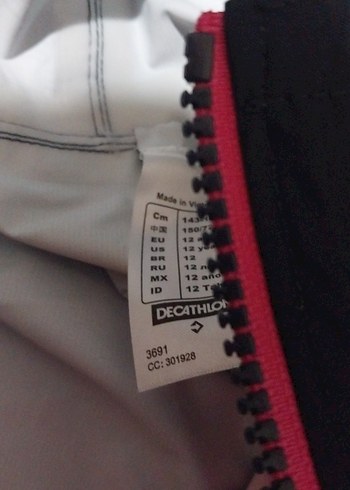 Made in
Cm 143-
中国 150/7
EU 12
US 12
BR 12
RU 12
MX 12
ID 12
DECATHLON
3691
CC: 301928